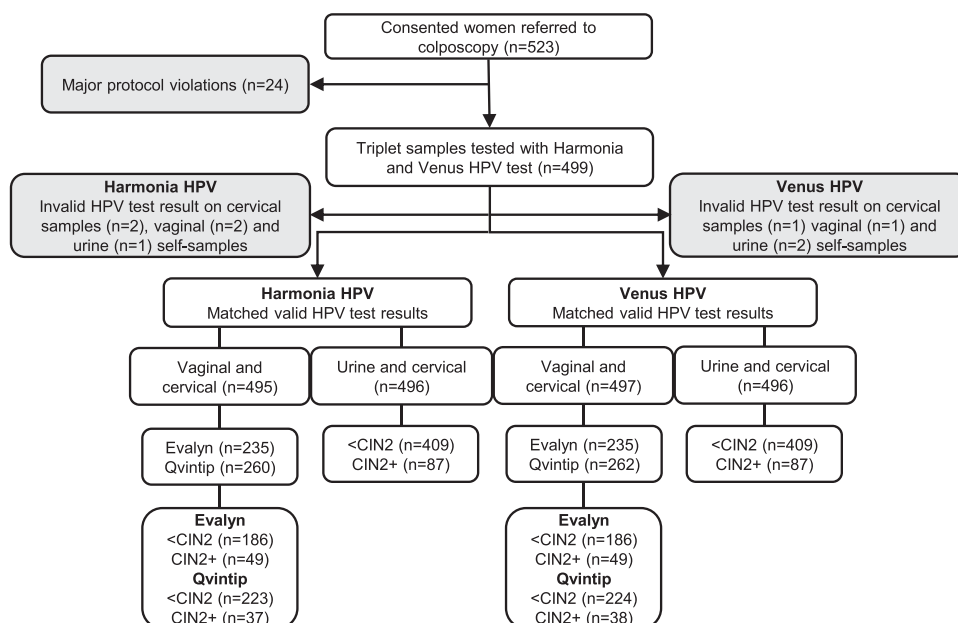 Consented women referred to
colposcopy (n=523)
Major protocol violations (n=24)
Triplet samples tested with Harmonia
and Venus HPV test (n=499)
Harmonia HPV
Invalid HPV test result on cervical
samples (n=2), vaginal (n=2) and
urine (n=1) self-samples
Venus HPV
Invalid HPV test result on cervical
samples (n=1) vaginal (n=1) and
urine (n=2) self-samples
Harmonia HPV
Matched valid HPV test results
Venus HPV
Matched valid HPV test results
Vaginal and
cervical (n=495)
Urine and cervical
(n=496)
Vaginal and
cervical (n=497)
Urine and cervical
(n=496)
Evalyn (n=235)
Qvintip (n=260)
<CIN2 (n=409)
CIN2+ (n=87)
Evalyn (n=235)
Qvintip (n=262)
<CIN2 (n=409)
CIN2+ (n=87)
Evalyn
<CIN2 (n=186)
CIN2+ (n=49)
Qvintip
<CIN2 (n=223)
CIN2+ (n=37)
Evalyn
<CIN2 (n=186)
CIN2+ (n=49)
Qvintip
<CIN2 (n=224)
CIN2+ (n=38)